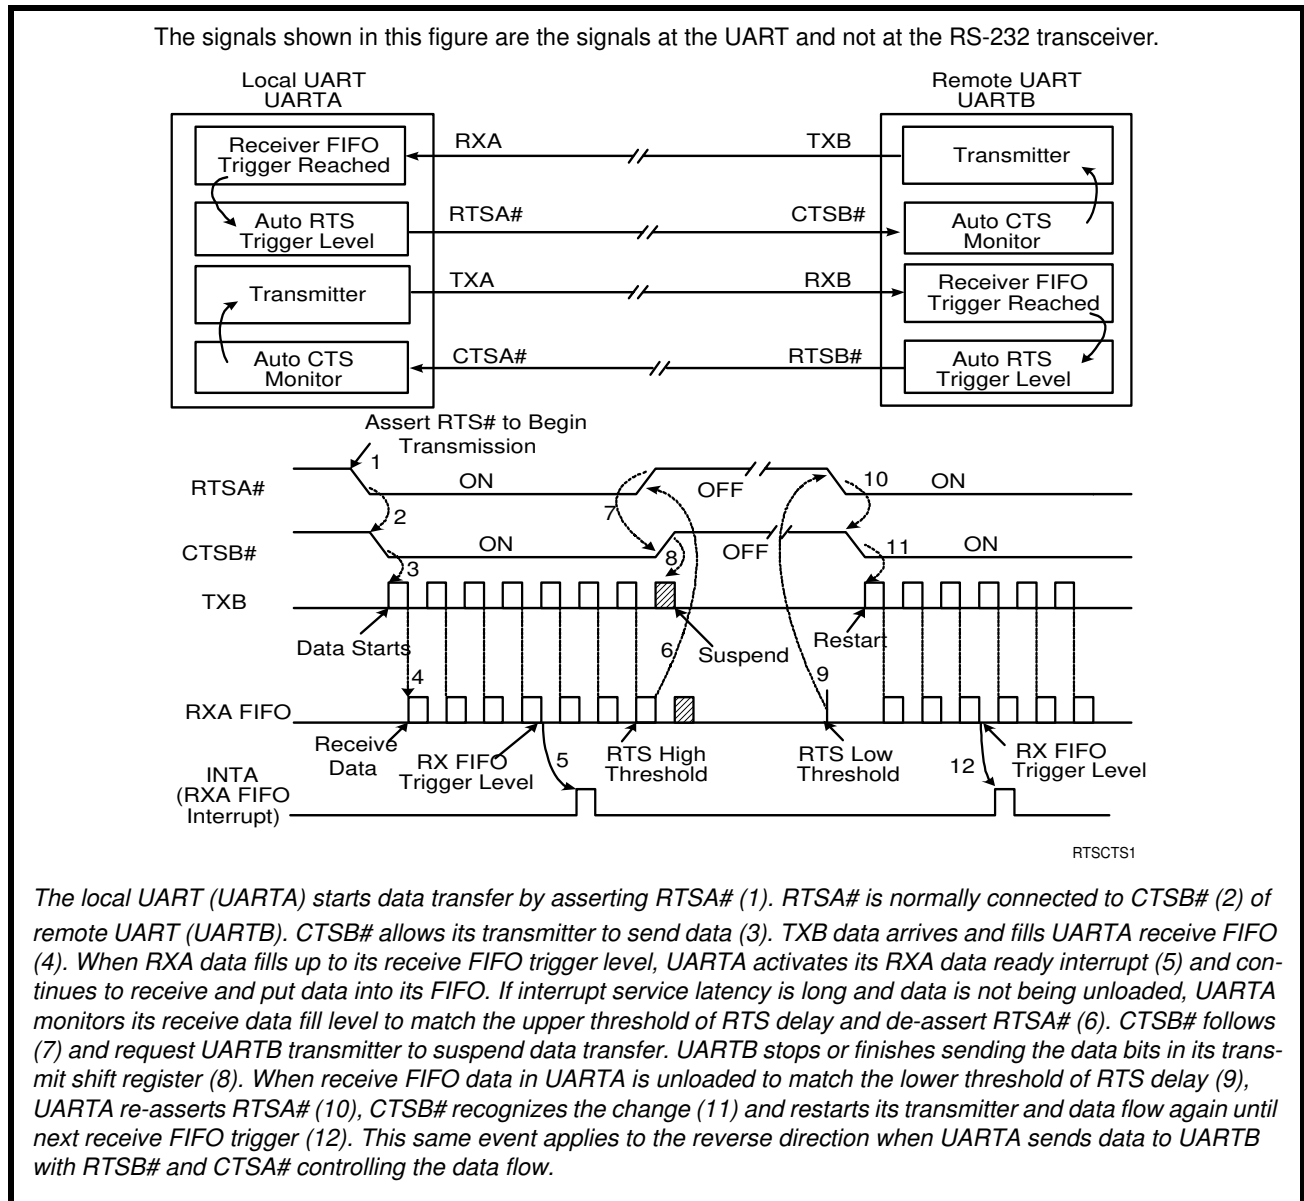 The signals shown in this figure are the signals at the UART and not at the RS-232 transceiver.
Local UART
UARTA
Remote UART
UARTB
Receiver FIFO
Trigger Reached
RXA
TXB
Transmitter
Auto RTS
Trigger Level
RTSA#
CTSB#
Auto CTS
Monitor
Transmitter
TXA
RXB
Receiver FIFO
Trigger Reached
Auto CTS
Monitor
CTSA#
RTSB#
Auto RTS
Trigger Level
Assert RTS# to Begin
Transmission
RTSA#
1
ON
OFF
10
ON
2
7
CTSB#
ON
8
OFF
11
ON
3
TXB
Data Starts
6
Suspend
Restart
4
9
RXA FIFO
Receive
Data
RX FIFO
Trigger Level
5
RTS High
Threshold
RTS Low
Threshold
12
RX FIFO
Trigger Level
INTA
(RXA FIFO
Interrupt)
RTSCTS1
The local UART (UARTA) starts data transfer by asserting RTSA# (1). RTSA# is normally connected to CTSB# (2) of
remote UART (UARTB). CTSB# allows its transmitter to send data (3). TXB data arrives and fills UARTA receive FIFO
(4). When RXA data fills up to its receive FIFO trigger level, UARTA activates its RXA data ready interrupt (5) and con-
tinues to receive and put data into its FIFO. If interrupt service latency is long and data is not being unloaded, UARTA
monitors its receive data fill level to match the upper threshold of RTS delay and de-assert RTSA# (6). CTSB# follows
(7) and request UARTB transmitter to suspend data transfer. UARTB stops or finishes sending the data bits in its trans-
mit shift register (8). When receive FIFO data in UARTA is unloaded to match the lower threshold of RTS delay (9),
UARTA re-asserts RTSA# (10), CTSB# recognizes the change (11) and restarts its transmitter and data flow again until
next receive FIFO trigger (12). This same event applies to the reverse direction when UARTA sends data to UARTB
with RTSB# and CTSA# controlling the data flow.